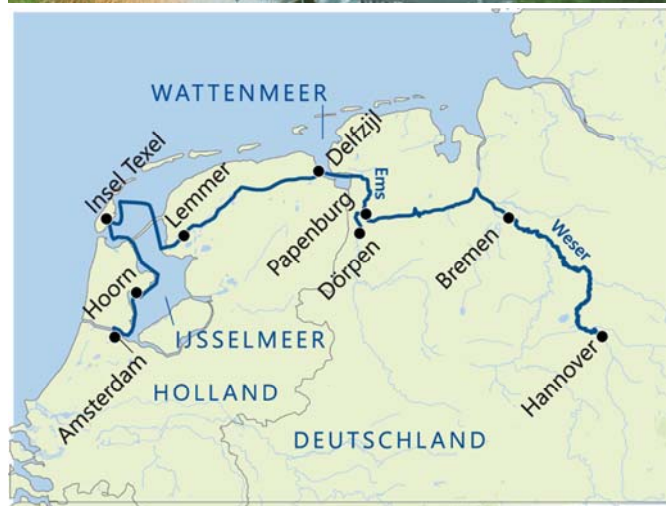 WATTENMEER
Delfzijl
Insel Texel
Lemmer
Ems
Papenburg
Dörpen
Bremen
Weser
Hoorn
IJSSELMEER
Amsterdam
HOLLAND
Hannover
DEUTSCHLAND